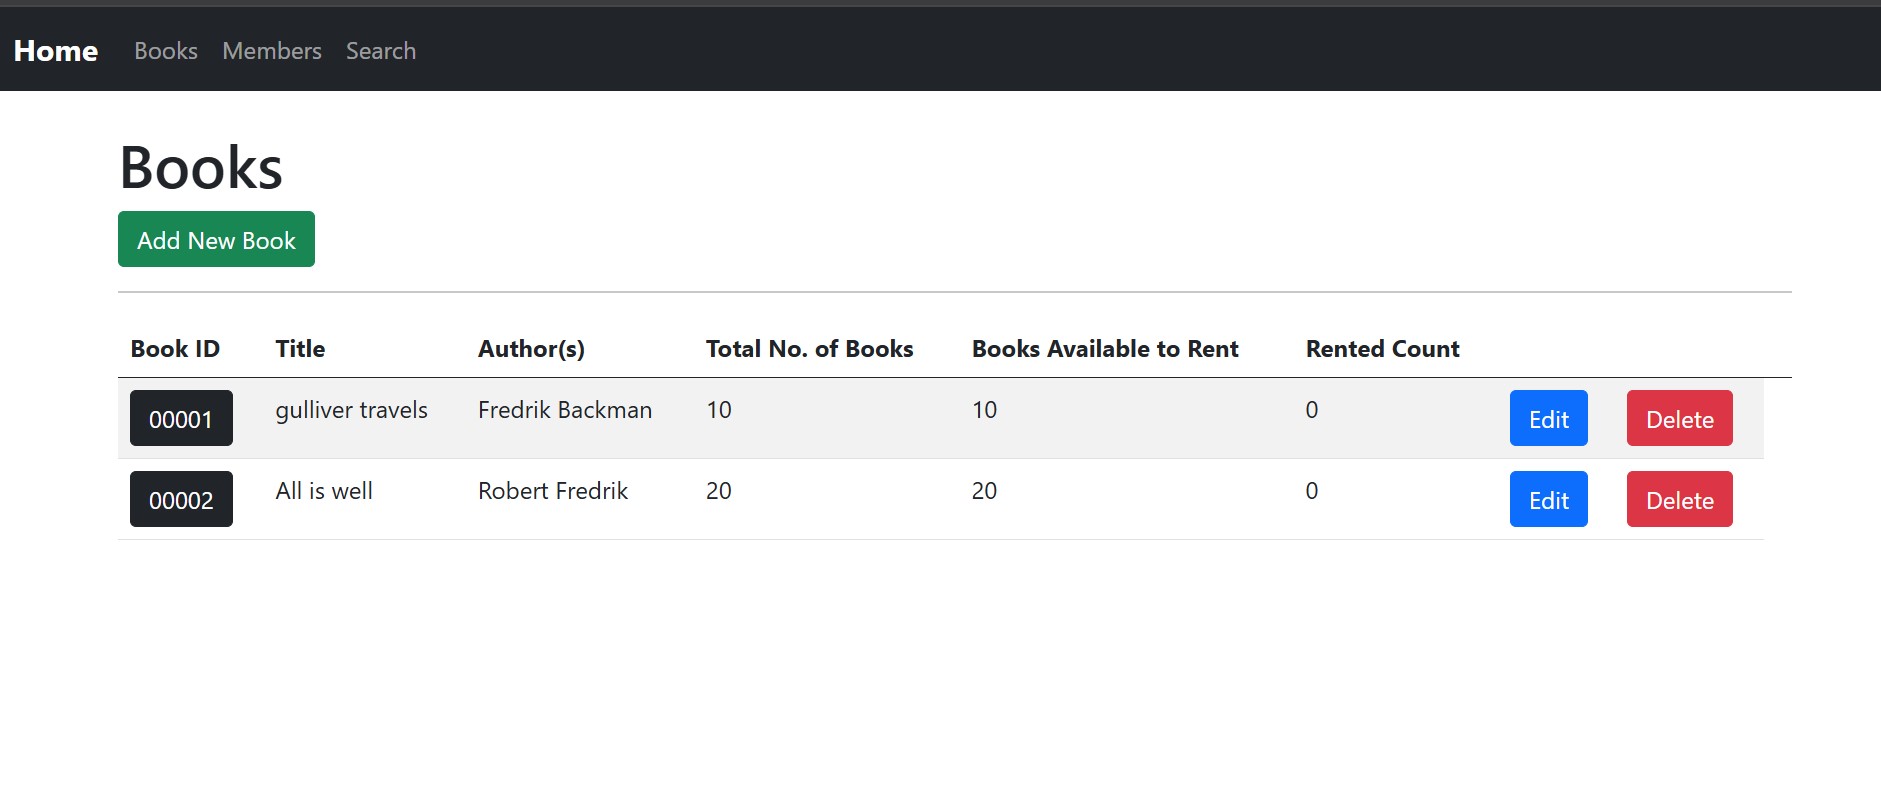 Home Books Members Search
Books
Add New Book
Book ID Title Author(s) Total No. of Books Books Available to Rent Rented Count
00001 gulliver travels Fredrik Backman 10 10 0 Edit Delete
00002 All is well Robert Fredrik 20 20 0 Edit Delete